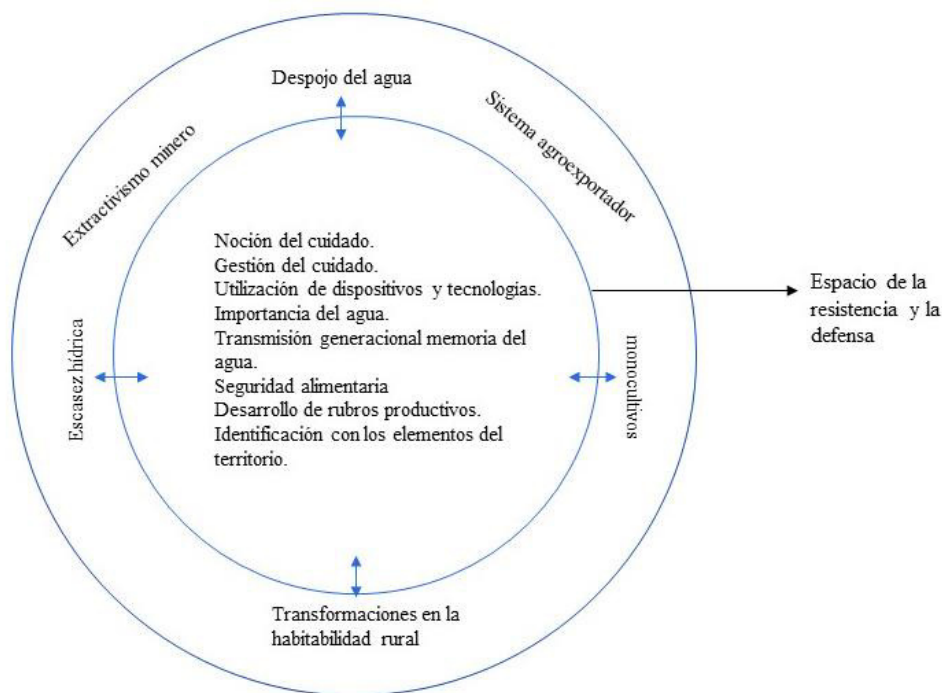 Despojo del agua
Sistema agroexportador
Extractivismo minero
Noción del cuidado.
Gestión del cuidado.
Utilización de dispositivos y tecnologías.
Importancia del agua.
Transmisión generacional memoria del
agua.
Seguridad alimentaria
Desarrollo de rubros productivos.
Identificación con los elementos del
territorio.
Espacio de la
resistencia y la
defensa
Escasez hídrica
monocultivos
Transformaciones en la
habitabilidad rural